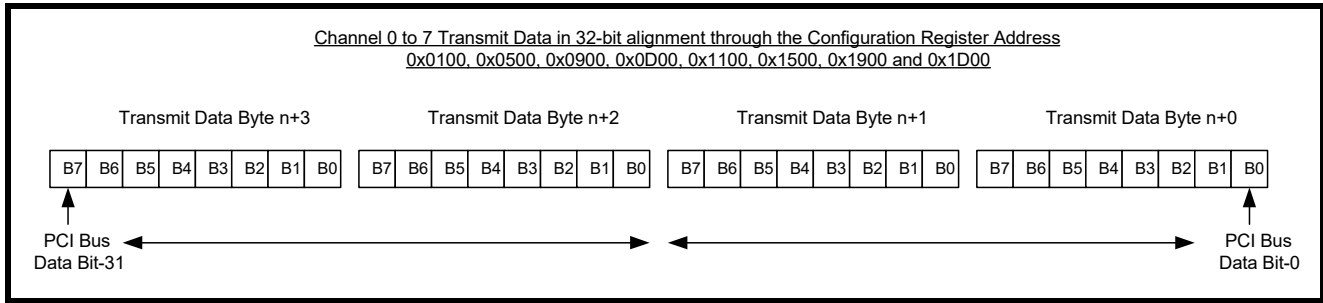 Channel 0 to 7 Transmit Data in 32-bit alignment through the Configuration Register Address
0x0100, 0x0500, 0x0900, 0x0D00, 0x1100, 0x1500, 0x1900 and 0x1D00
Transmit Data Byte n+3 Transmit Data Byte n+2 Transmit Data Byte n+1 Transmit Data Byte n+0
B7 B6 B5 B4 B3 B2 B1 B0 B7 B6 B5 B4 B3 B2 B1 B0 B7 B6 B5 B4 B3 B2 B1 B0 B7 B6 B5 B4 B3 B2 B1 B0
PCI Bus PCI Bus
Data Bit-31 Data Bit-0